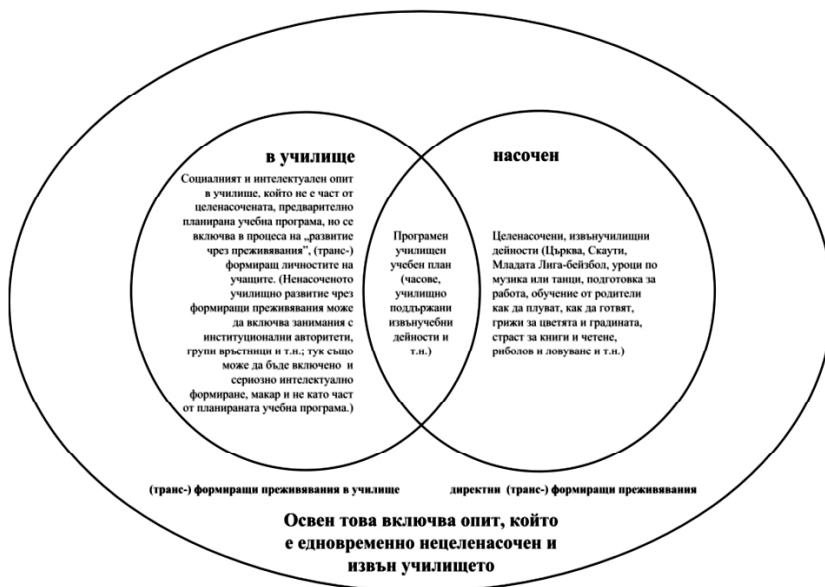 в училище
Социалният и интелектуален опит
в училище, който не е част от
целенасочената, предварително
планирана учебна програма, но се
включва в процеса на „развитие
чрез преживявания”, (транс-)
формиращ личностите на
учащите. (Ненасоченото
училищно развитие чрез
формиращи преживявания може
да включва занимания с
институционални авторитети,
групи връстници и т.н.; тук също
може да бъде включено и
сериозно интелектуално
формиране, макар и не като част
от планираната учебна програма.)
Програмен
училищен
учебен план
(часове,
училищно
поддържани
извънучебни
дейности и
т.н.)
насочен
Целенасочени, извънучилищни
дейности (Църква, Скаути,
Младата Лига-бейзбол, уроци по
музика или танци, подготовка за
работа, обучение от родители
как да плуват, как да готвят,
грижи за цветята и градината,
страст за книги и четене,
риболов и ловуване и т.н.)
(транс-) формиращи преживявания в училище
директни (транс-) формиращи преживявания
Освен това включва опит, който
е едновременно нецеленасочен и
извън училището